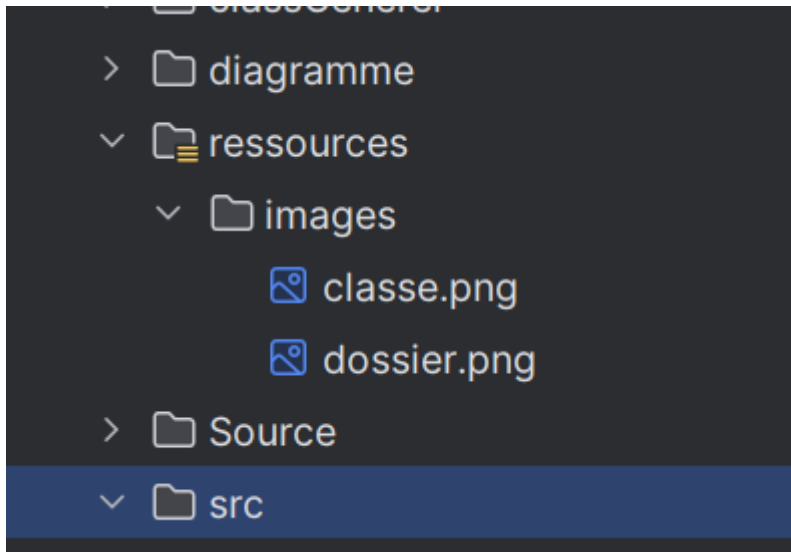 diagramme
ressources
images
classe.png
dossier.png
Source
src